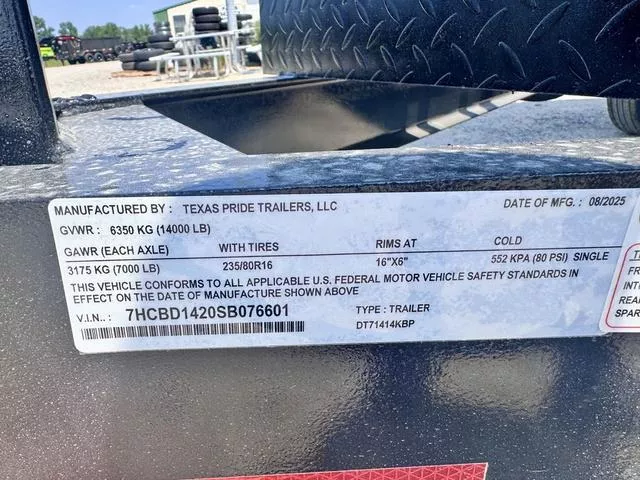 MANUFACTURED BY : TEXAS PRIDE TRAILERS, LLC DATE OF MFG. : 08/2025
GVWR : 6350 KG (14000 LB)
GAWR (EACH AXLE) WITH TIRES RIMS AT COLD
3175 KG (7000 LB) 235/80R16 16"X6" 552 KPA (80 PSI) SINGLE
THIS VEHICLE CONFORMS TO ALL APPLICABLE U.S. FEDERAL MOTOR VEHICLE SAFETY STANDARDS IN
EFFECT ON THE DATE OF MANUFACTURE SHOWN ABOVE
V.I.N.. : 7HCBD1420SB076601 TYPE : TRAILER
DT71414KBP